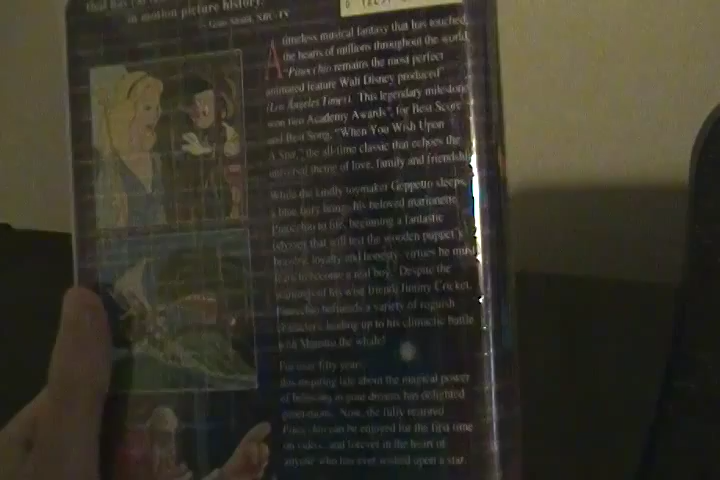 in motion picture history."
A timeless musical fantasy that has touched
the hearts of millions throughout the world,
"Pinocchio remains the most perfect
animated feature Walt Disney produced"
(Los Angeles Times). This legendary milestone
won two Academy Awards®, for Best Score
and Best Song, "When You Wish Upon
A Star," the all-time classic that echoes the
universal theme of love, family and friendship.
While the kindly toymaker Geppetto sleeps,
a blue fairy brings his beloved marionette
Pinocchio to life, beginning a fantastic
odyssey that will test the wooden puppet's
bravery, loyalty and honesty, virtues he must
learn to become a real boy. Despite the
warnings of his wise friend, Jiminy Cricket,
Pinocchio befriends a variety of roguish
characters, leading up to his climactic battle
with Monstro the whale!
For over fifty years,
this inspiring tale about the magical power
of believing in your dreams has delighted
generations. Now, the fully restored
Pinocchio can be enjoyed for the first time
on video, and forever in the heart of
anyone who has ever wished upon a star.